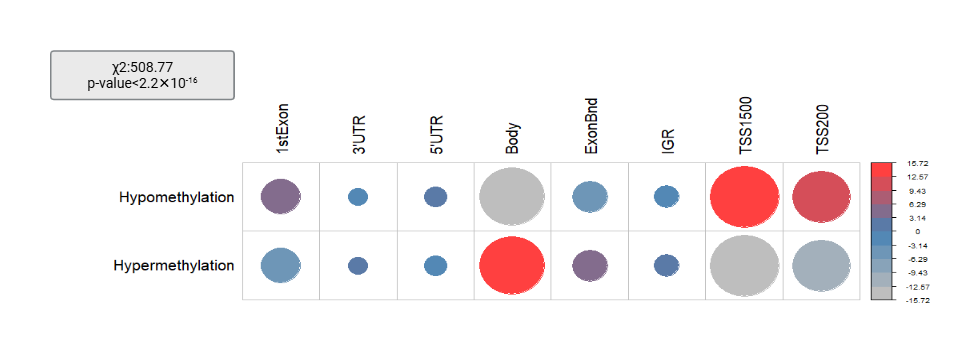 χ2:508.77
p-value<2.2×10⁻¹⁶
1stExon
3'UTR
5'UTR
Body
ExonBnd
IGR
TSS1500
TSS200
Hypomethylation
Hypermethylation
15.72
12.57
9.43
6.29
3.14
0
-3.14
-6.29
-9.43
-12.57
-15.72